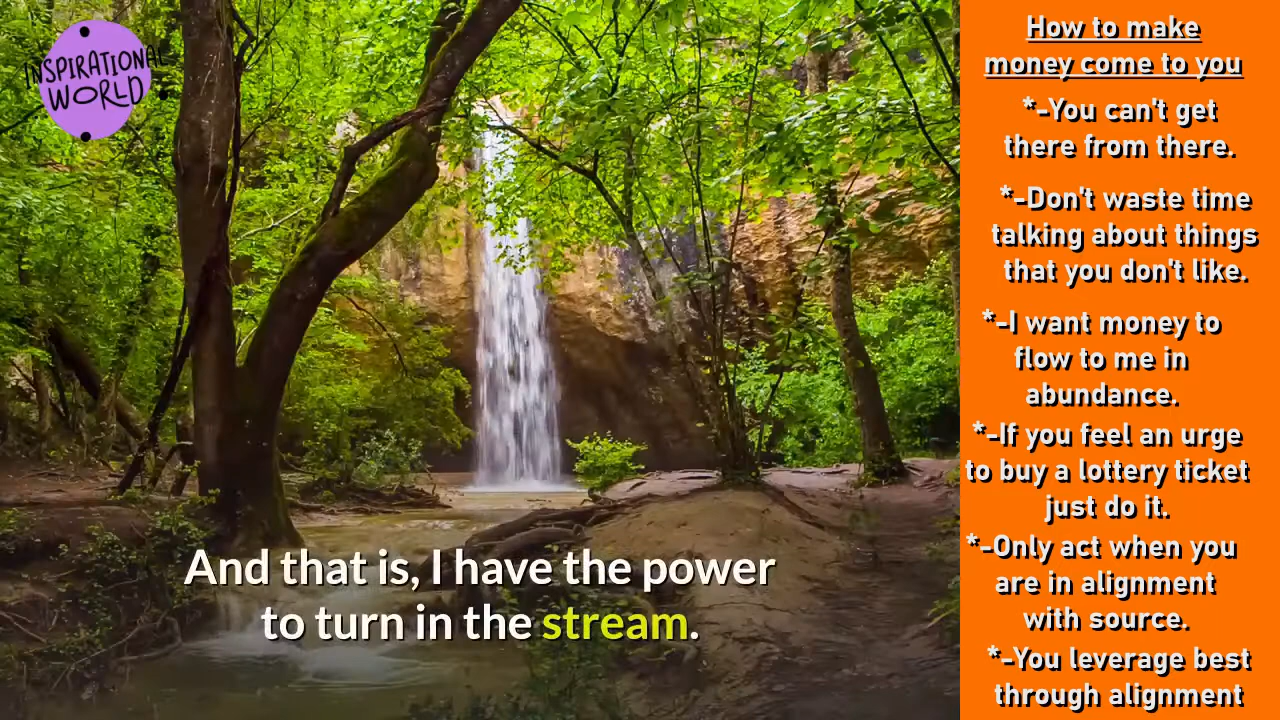 INSPIRATIONAL
WORLD
And that is, I have the power
to turn in the stream.
How to make
money come to you
*-You can't get
there from there.
*-Don't waste time
talking about things
that you don't like.
*-I want money to
flow to me in
abundance.
*-If you feel an urge
to buy a lottery ticket
just do it.
*-Only act when you
are in alignment
with source.
*-You leverage best
through alignment